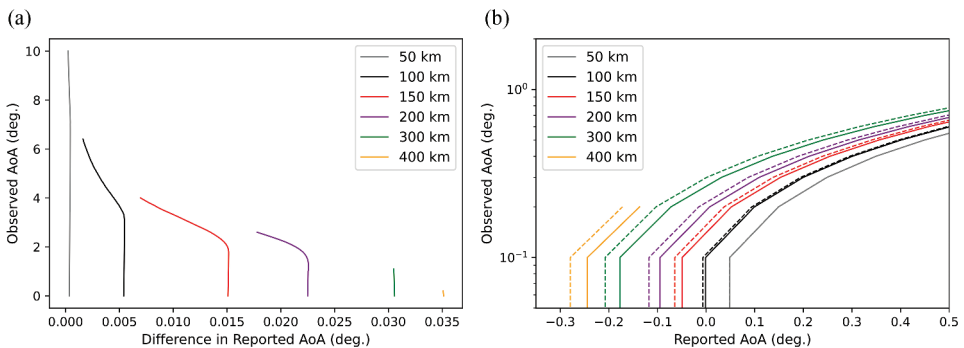 (a)
Observed AoA (deg.)
10
8
6
4
2
0
0.000 0.005 0.010 0.015 0.020 0.025 0.030 0.035
Difference in Reported AoA (deg.)
50 km
100 km
150 km
200 km
300 km
400 km
(b)
Observed AoA (deg.)
10⁰
10⁻¹
−0.3 −0.2 −0.1 0.0 0.1 0.2 0.3 0.4 0.5
Reported AoA (deg.)
50 km
100 km
150 km
200 km
300 km
400 km